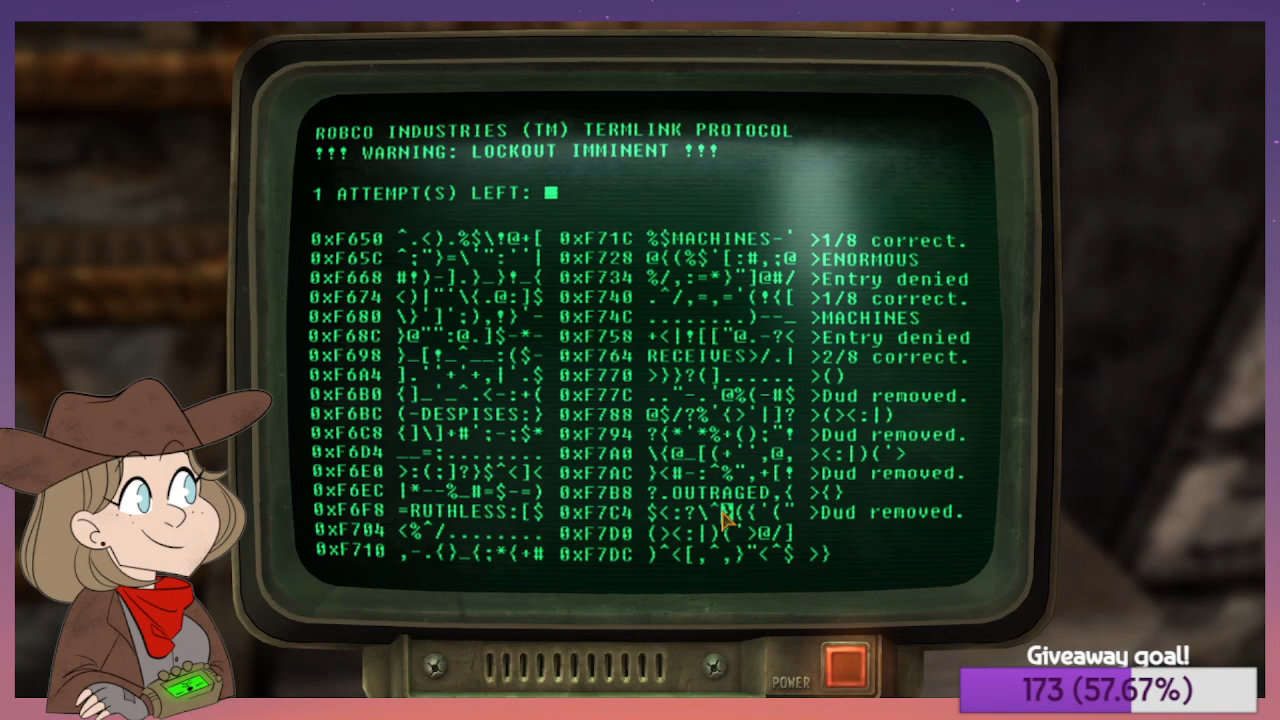 ROBCO INDUSTRIES (TM) TERMLINK PROTOCOL
!!! WARNING: LOCKOUT IMMINENT !!!
1 ATTEMPT(S) LEFT:
0xF650 ^.<).%$\!@+[ 0xF71C %$MACHINES-' >1/8 correct.
0xF65C ^;"}=\'":''| 0xF728 @{(%$'[:#,;@ >ENORMOUS
0xF668 #!)-]._}_}!_{ 0xF734 %/,:=*}"]@#/ >Entry denied
0xF674 <)|"'\{.@:]$ 0xF740 .^/,=,='(!{[ >1/8 correct.
0xF680 \}']':),!}'- 0xF74C ........)--_ >MACHINES
0xF68C }@"":@.]$-*- 0xF758 +<|![["@.-?< >Entry denied
0xF698 }_[!_^__:($- 0xF764 RECEIVES>/.| >2/8 correct.
0xF6A4 ].''+'+,|'.$ 0xF770 >}}?(]...... >()
0xF6B0 {]_'_^.<-:+( 0xF77C .."-.'@%(-#$ >Dud removed.
0xF6BC (-DESPISES:} 0xF788 @$/?%'{>'|]? >(><:|)
0xF6C8 {]\]+#';-;$* 0xF794 ?{*'*%+();"! >Dud removed.
0xF6D4 __=:........ 0xF7A0 \{@_[(+'',@, ><:|)('>
0xF6E0 >:(:]?}$^<]< 0xF7AC }<#-:^%",+[! >Dud removed.
0xF6EC |*--%_#=$-=) 0xF7B8 ?.OUTRAGED,{ >{}
0xF6F8 =RUTHLESS:[$ 0xF7C4 $<:?\^ ({'(" >Dud removed.
0xF704 <%^/........ 0xF7D0 (><:|)('>@/]
0xF710 ,-.{}_{;*{+# 0xF7DC )^<[,^,}"<^$ >}
POWER
Giveaway goal!
173 (57.67%)